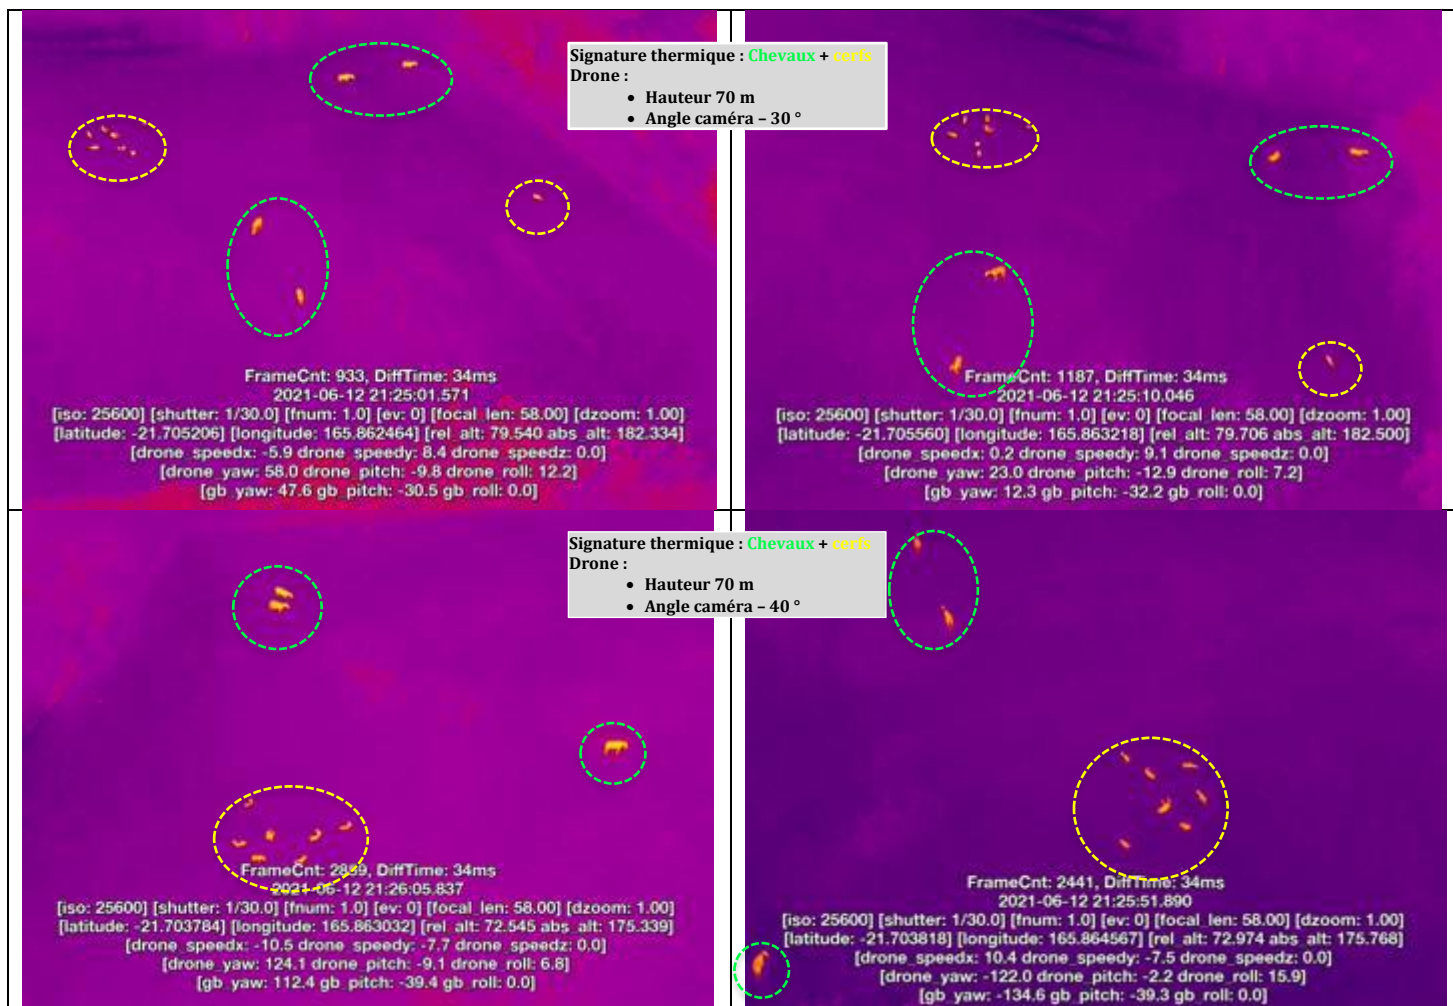 Signature thermique : Chevaux + cerfs
Drone :
• Hauteur 70 m
• Angle caméra – 30 °
FrameCnt: 933, DiffTime: 34ms
2021-06-12 21:25:01.571
[iso: 25600] [shutter: 1/30.0] [fnum: 1.0] [ev: 0] [focal_len: 58.00] [dzoom: 1.00]
[latitude: -21.705206] [longitude: 165.862464] [rel_alt: 79.540 abs_alt: 182.334]
[drone_speedx: -5.9 drone_speedy: 8.4 drone_speedz: 0.0]
[drone_yaw: 58.0 drone_pitch: -9.8 drone_roll: 12.2]
[gb_yaw: 47.6 gb_pitch: -30.5 gb_roll: 0.0]
FrameCnt: 1187, DiffTime: 34ms
2021-06-12 21:25:10.046
[iso: 25600] [shutter: 1/30.0] [fnum: 1.0] [ev: 0] [focal_len: 58.00] [dzoom: 1.00]
[latitude: -21.705560] [longitude: 165.863218] [rel_alt: 79.706 abs_alt: 182.500]
[drone_speedx: 0.2 drone_speedy: 9.1 drone_speedz: 0.0]
[drone_yaw: 23.0 drone_pitch: -12.9 drone_roll: 7.2]
[gb_yaw: 12.3 gb_pitch: -32.2 gb_roll: 0.0]
Signature thermique : Chevaux + cerfs
Drone :
• Hauteur 70 m
• Angle caméra – 40 °
FrameCnt: 2859, DiffTime: 34ms
2021-06-12 21:26:05.837
[iso: 25600] [shutter: 1/30.0] [fnum: 1.0] [ev: 0] [focal_len: 58.00] [dzoom: 1.00]
[latitude: -21.703784] [longitude: 165.863032] [rel_alt: 72.545 abs_alt: 175.339]
[drone_speedx: -10.5 drone_speedy: -7.7 drone_speedz: 0.0]
[drone_yaw: 124.1 drone_pitch: -9.1 drone_roll: 6.8]
[gb_yaw: 112.4 gb_pitch: -39.4 gb_roll: 0.0]
FrameCnt: 2441, DiffTime: 34ms
2021-06-12 21:25:51.890
[iso: 25600] [shutter: 1/30.0] [fnum: 1.0] [ev: 0] [focal_len: 58.00] [dzoom: 1.00]
[latitude: -21.703818] [longitude: 165.864567] [rel_alt: 72.974 abs_alt: 175.768]
[drone_speedx: 10.4 drone_speedy: -7.5 drone_speedz: 0.0]
[drone_yaw: -122.0 drone_pitch: -2.2 drone_roll: 15.9]
[gb_yaw: -134.6 gb_pitch: -39.3 gb_roll: 0.0]